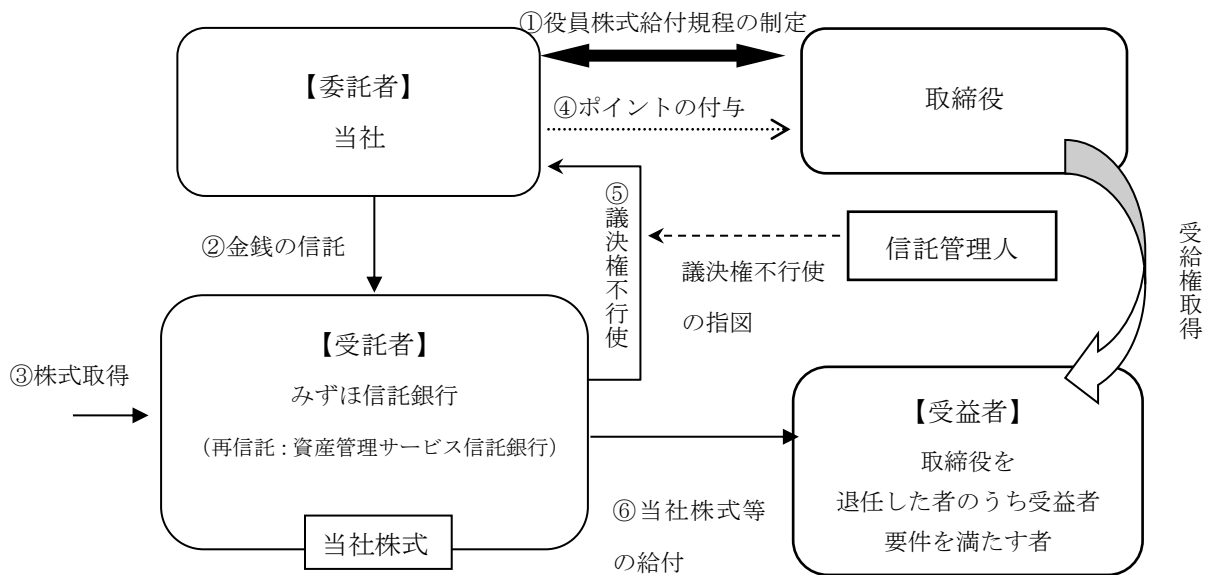 ①役員株式給付規程の制定
【委託者】
当社
④ポイントの付与
取締役
②金銭の信託
⑤議決権不行使
議決権不行使
の指図
信託管理人
受給権取得
③株式取得
【受託者】
みずほ信託銀行
（再信託：資産管理サービス信託銀行）
当社株式
⑥当社株式等
の給付
【受益者】
取締役を
退任した者のうち受益者
要件を満たす者